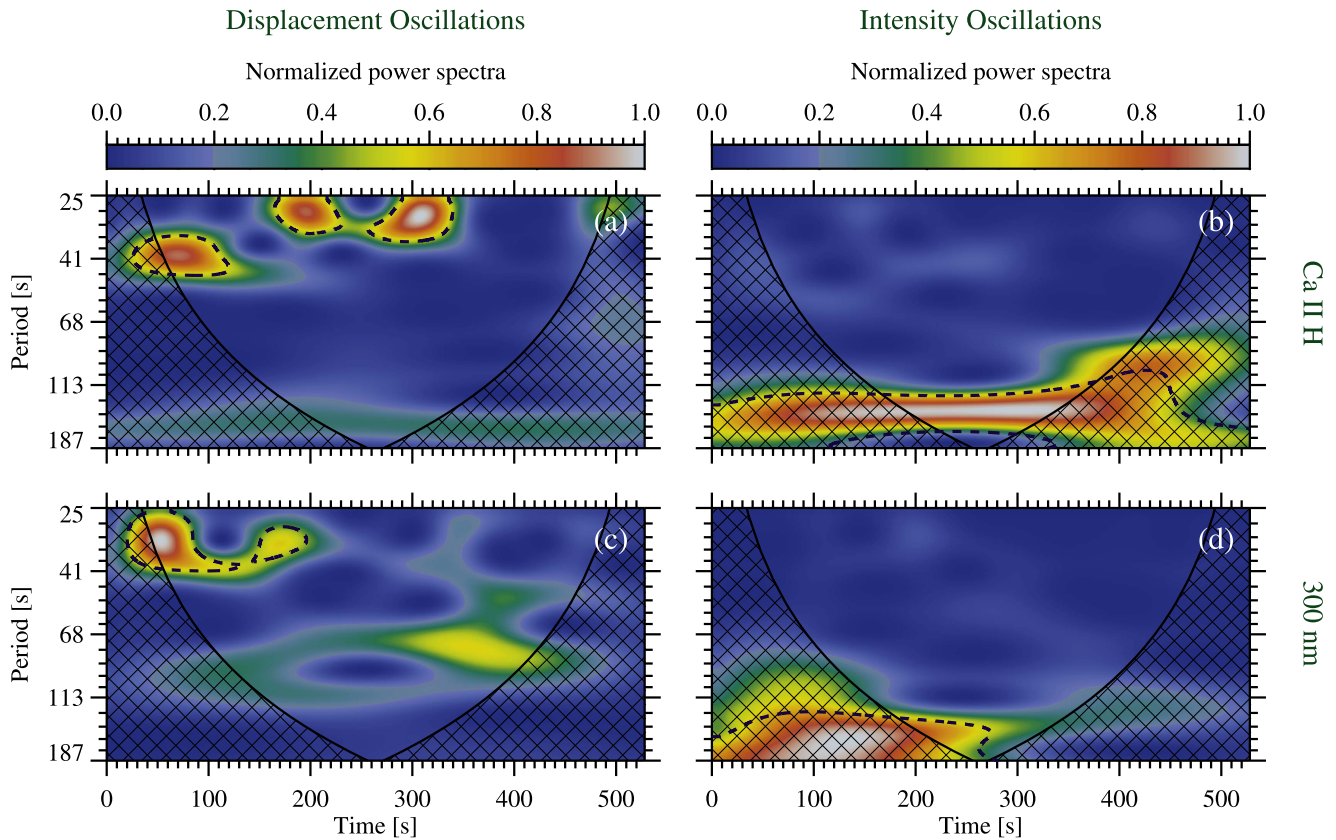 Displacement Oscillations Intensity Oscillations
Normalized power spectra Normalized power spectra
0.0 0.2 0.4 0.6 0.8 1.0 0.0 0.2 0.4 0.6 0.8 1.0
25 (a) (b)
41
68
113
187
Period [s]
Ca II H
25 (c) (d)
41
68
113
187
Period [s]
300 nm
0 100 200 300 400 500 0 100 200 300 400 500
Time [s] Time [s]